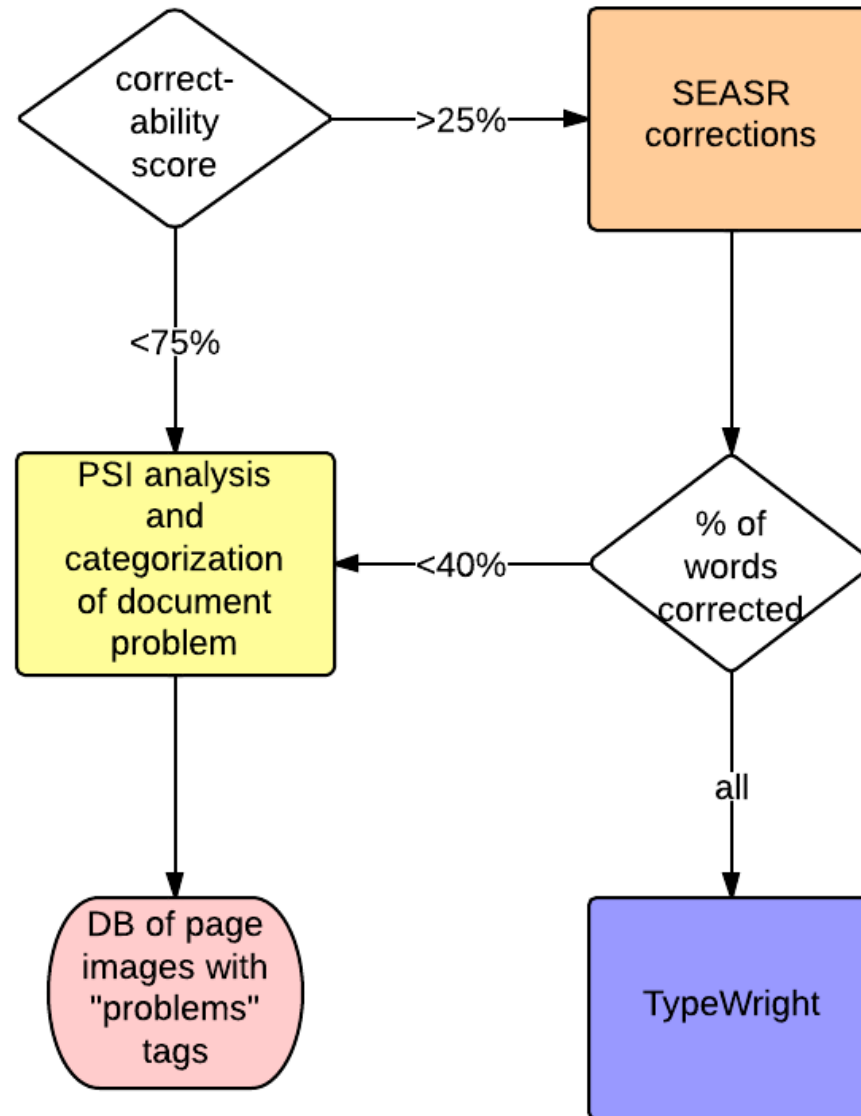 correct-
ability
score
>25%
SEASR
corrections
<75%
PSI analysis
and
categorization
of document
problem
<40%
% of
words
corrected
all
DB of page
images with
"problems"
tags
TypeWright